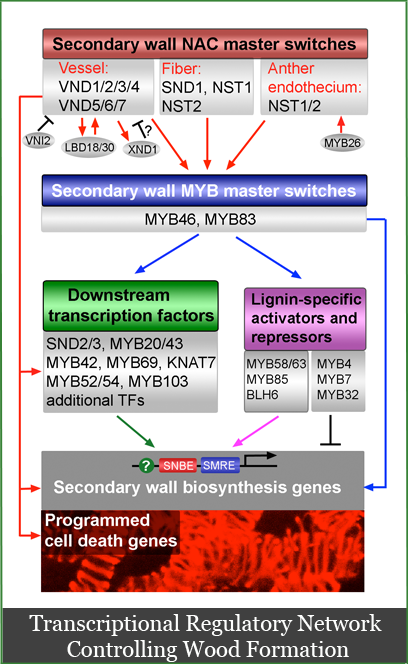 Secondary wall NAC master switches
Vessel:
VND1/2/3/4
VND5/6/7
Fiber:
SND1, NST1
NST2
Anther
endothecium:
NST1/2
VNI2
LBD18/30
?
XND1
MYB26
Secondary wall MYB master switches
MYB46, MYB83
Downstream
transcription factors
SND2/3, MYB20/43
MYB42, MYB69, KNAT7
MYB52/54, MYB103
additional TFs
Lignin-specific
activators and
repressors
MYB58/63
MYB85
BLH6
MYB4
MYB7
MYB32
? SNBE SMRE
Secondary wall biosynthesis genes
Programmed
cell death genes
Transcriptional Regulatory Network
Controlling Wood Formation